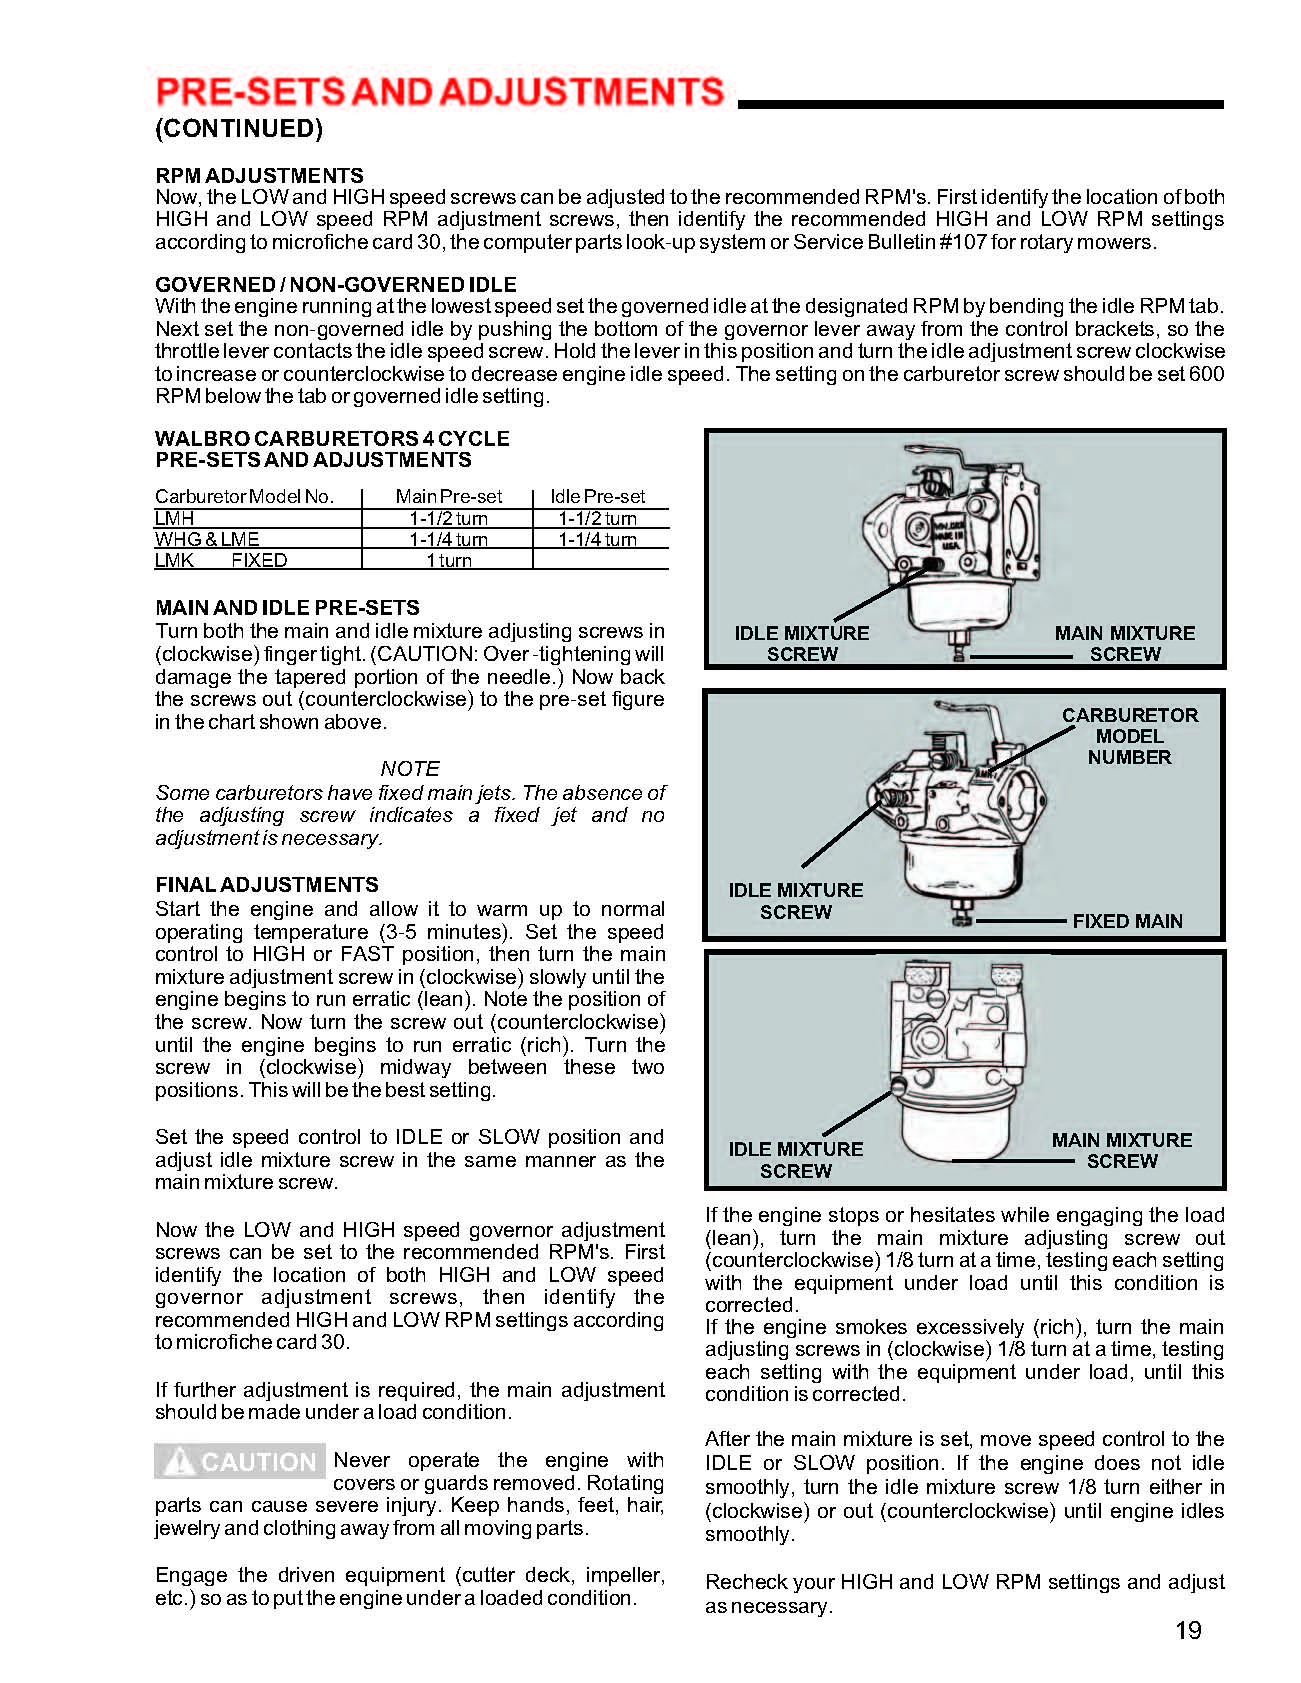 PRE-SETS AND ADJUSTMENTS
(CONTINUED)
RPM ADJUSTMENTS
Now, the LOW and HIGH speed screws can be adjusted to the recommended RPM's. First identify the location of both
HIGH and LOW speed RPM adjustment screws, then identify the recommended HIGH and LOW RPM settings
according to microfiche card 30, the computer parts look-up system or Service Bulletin #107 for rotary mowers.
GOVERNED / NON-GOVERNED IDLE
With the engine running at the lowest speed set the governed idle at the designated RPM by bending the idle RPM tab.
Next set the non-governed idle by pushing the bottom of the governor lever away from the control brackets, so the
throttle lever contacts the idle speed screw. Hold the lever in this position and turn the idle adjustment screw clockwise
to increase or counterclockwise to decrease engine idle speed. The setting on the carburetor screw should be set 600
RPM below the tab or governed idle setting.
WALBRO CARBURETORS 4 CYCLE
PRE-SETS AND ADJUSTMENTS
Carburetor Model No. Main Pre-set Idle Pre-set
LMH 1-1/2 turn 1-1/2 turn
WHG & LME 1-1/4 turn 1-1/4 turn
LMK FIXED 1 turn
MAIN AND IDLE PRE-SETS
Turn both the main and idle mixture adjusting screws in
(clockwise) finger tight. (CAUTION: Over -tightening will
damage the tapered portion of the needle.) Now back
the screws out (counterclockwise) to the pre-set figure
in the chart shown above.
NOTE
Some carburetors have fixed main jets. The absence of
the adjusting screw indicates a fixed jet and no
adjustment is necessary.
FINAL ADJUSTMENTS
Start the engine and allow it to warm up to normal
operating temperature (3-5 minutes). Set the speed
control to HIGH or FAST position, then turn the main
mixture adjustment screw in (clockwise) slowly until the
engine begins to run erratic (lean). Note the position of
the screw. Now turn the screw out (counterclockwise)
until the engine begins to run erratic (rich). Turn the
screw in (clockwise) midway between these two
positions. This will be the best setting.
Set the speed control to IDLE or SLOW position and
adjust idle mixture screw in the same manner as the
main mixture screw.
Now the LOW and HIGH speed governor adjustment
screws can be set to the recommended RPM's. First
identify the location of both HIGH and LOW speed
governor adjustment screws, then identify the
recommended HIGH and LOW RPM settings according
to microfiche card 30.
If further adjustment is required, the main adjustment
should be made under a load condition.
CAUTION Never operate the engine with
covers or guards removed. Rotating
parts can cause severe injury. Keep hands, feet, hair,
jewelry and clothing away from all moving parts.
Engage the driven equipment (cutter deck, impeller,
etc.) so as to put the engine under a loaded condition.
WALBRO
MADE IN
USA
IDLE MIXTURE
SCREW
MAIN MIXTURE
SCREW
CARBURETOR
MODEL
NUMBER
IDLE MIXTURE
SCREW
FIXED MAIN
IDLE MIXTURE
SCREW
MAIN MIXTURE
SCREW
If the engine stops or hesitates while engaging the load
(lean), turn the main mixture adjusting screw out
(counterclockwise) 1/8 turn at a time, testing each setting
with the equipment under load until this condition is
corrected.
If the engine smokes excessively (rich), turn the main
adjusting screws in (clockwise) 1/8 turn at a time, testing
each setting with the equipment under load, until this
condition is corrected.
After the main mixture is set, move speed control to the
IDLE or SLOW position. If the engine does not idle
smoothly, turn the idle mixture screw 1/8 turn either in
(clockwise) or out (counterclockwise) until engine idles
smoothly.
Recheck your HIGH and LOW RPM settings and adjust
as necessary.
19